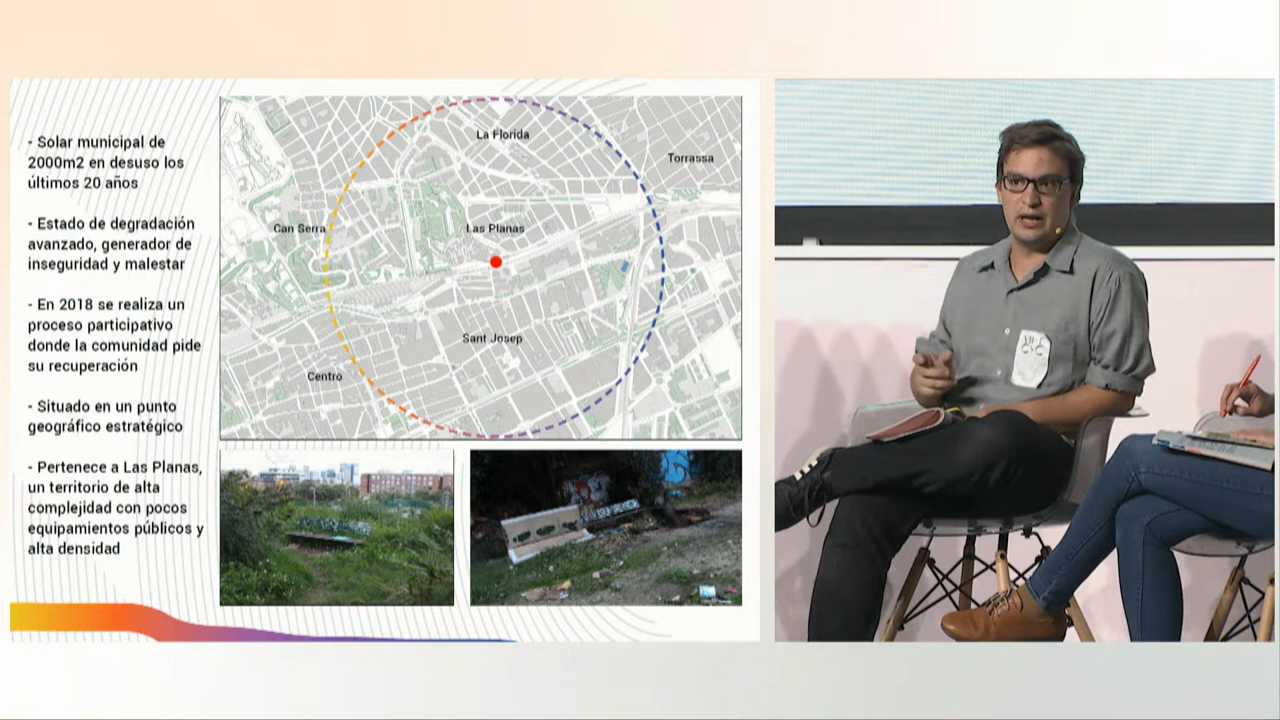 - Solar municipal de
2000m2 en desuso los
últimos 20 años
- Estado de degradación
avanzado, generador de
inseguridad y malestar
- En 2018 se realiza un
proceso participativo
donde la comunidad pide
su recuperación
- Situado en un punto
geográfico estratégico
- Pertenece a Las Planas,
un territorio de alta
complejidad con pocos
equipamientos públicos y
alta densidad
La Florida
Torrassa
Can Serra
Las Planas
Sant Josep
Centro